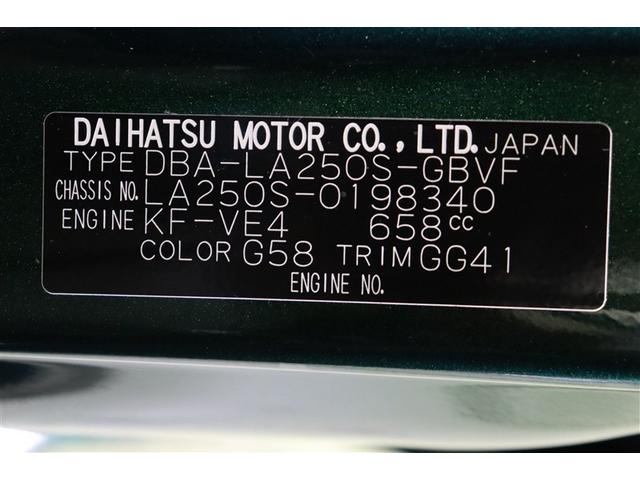 DAIHATSU MOTOR CO.,LTD. JAPAN
TYPE DBA-LA250S-GBVF
CHASSIS NO. LA250S-0198340
ENGINE KF-VE4 658cc
COLOR G58 TRIM GG41
ENGINE NO.